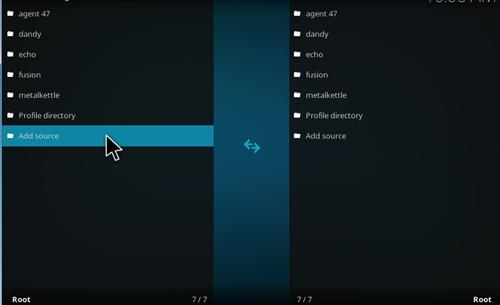 agent 47
dandy
echo
fusion
metalkettle
Profile directory
Add source
Root
7 / 7
agent 47
dandy
echo
fusion
metalkettle
Profile directory
Add source
7 / 7
Root